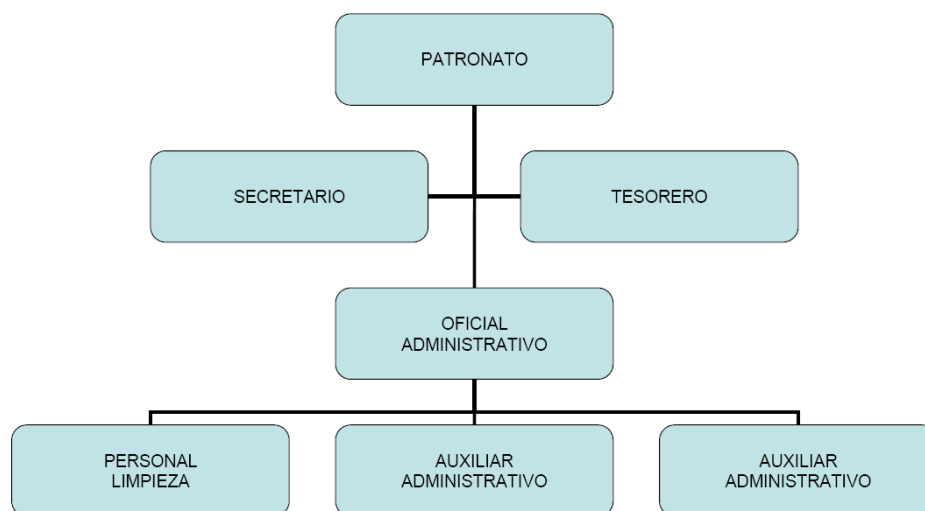 PATRONATO
SECRETARIO
TESORERO
OFICIAL
ADMINISTRATIVO
PERSONAL
LIMPIEZA
AUXILIAR
ADMINISTRATIVO
AUXILIAR
ADMINISTRATIVO